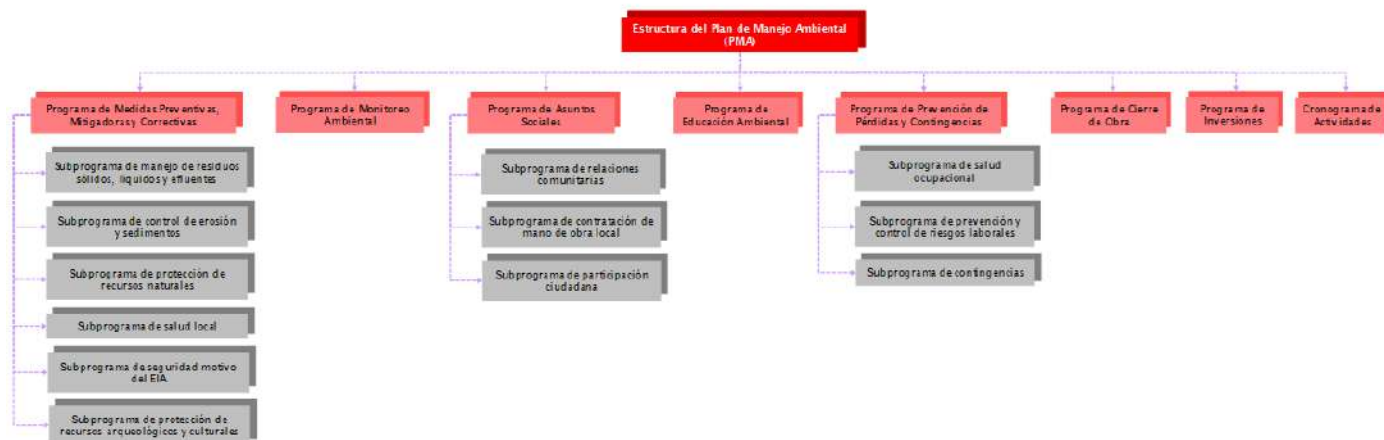 Estructura del Plan de Manejo Ambiental
(PMA)
Programa de Medidas Preventivas,
Mitigadoras y Correctivas
Programa de Monitoreo
Ambiental
Programa de Asuntos
Sociales
Programa de
Educación Ambiental
Programa de Prevención de
Pérdidas y Contingencias
Programa de Cierre
de Obra
Programa de
Inversiones
Cronograma de
Actividades
Subprograma de manejo de residuos
sólidos, líquidos y efluentes
Subprograma de control de erosión
y sedimentos
Subprograma de protección de
recursos naturales
Subprograma de salud local
Subprograma de seguridad motivo
del EIA
Subprograma de protección de
recursos arqueológicos y culturales
Subprograma de relaciones
comunitarias
Subprograma de contratación de
mano de obra local
Subprograma de participación
ciudadana
Subprograma de salud
ocupacional
Subprograma de prevención y
control de riesgos laborales
Subprograma de contingencias